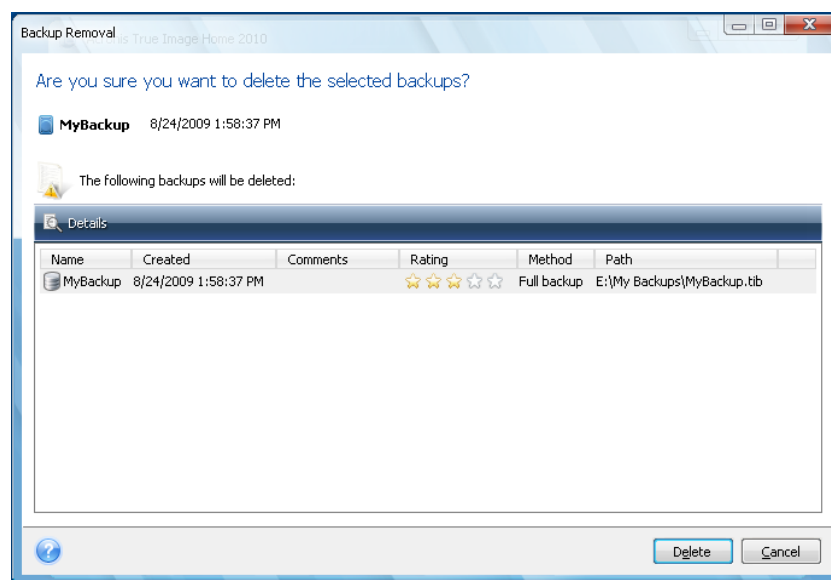 Backup Removal
Acronis True Image Home 2010
Are you sure you want to delete the selected backups?
MyBackup 8/24/2009 1:58:37 PM
The following backups will be deleted:
Details
Name Created Comments Rating Method Path
MyBackup 8/24/2009 1:58:37 PM Full backup E:\My Backups\MyBackup.tib
Delete Cancel